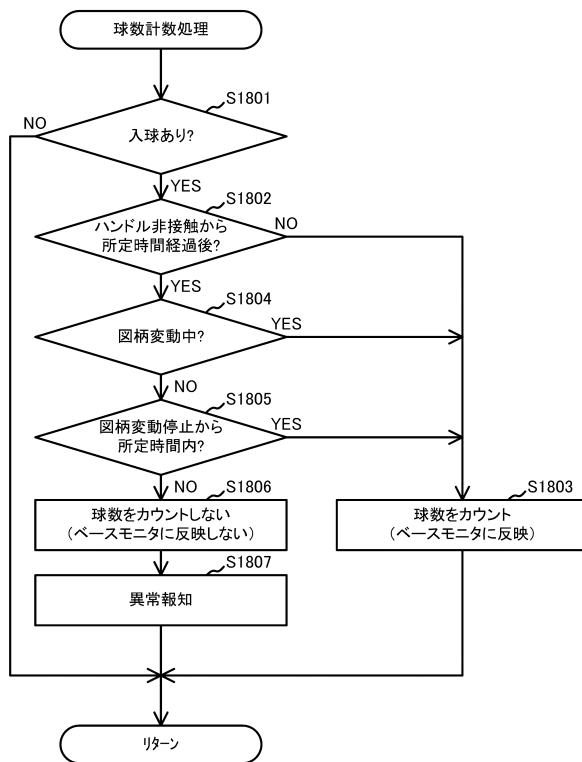 球数計数処理
S1801
NO
入球あり?
YES
S1802
NO
ハンドル非接触から
所定時間経過後?
YES
S1804
YES
図柄変動中?
NO
S1805
YES
図柄変動停止から
所定時間内?
NO
S1806
球数をカウントしない
(ベースモニタに反映しない)
S1803
球数をカウント
(ベースモニタに反映)
S1807
異常報知
リターン